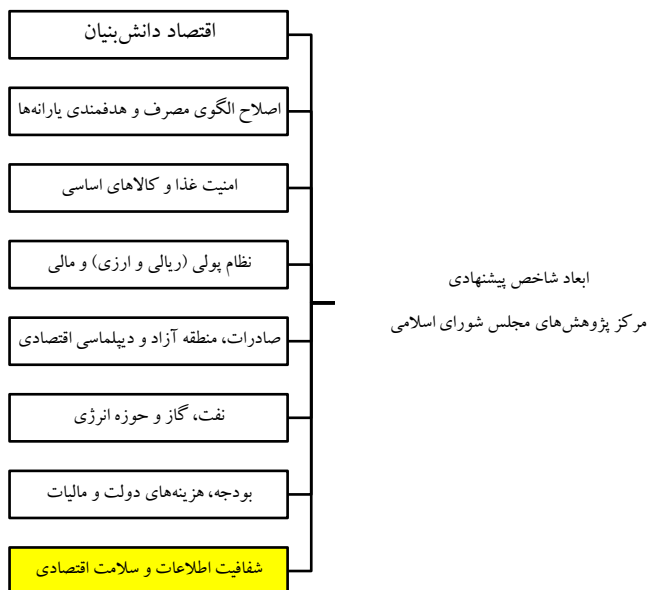 ابعاد شاخص پیشنهادی
مرکز پژوهش‌های مجلس شورای اسلامی
اقتصاد دانش‌بنیان
اصلاح الگوی مصرف و هدفمندی یارانه‌ها
امنیت غذا و کالاهای اساسی
نظام پولی (ریالی و ارزی) و مالی
صادرات، منطقه آزاد و دیپلماسی اقتصادی
نفت، گاز و حوزه انرژی
بودجه، هزینه‌های دولت و مالیات
شفافیت اطلاعات و سلامت اقتصادی